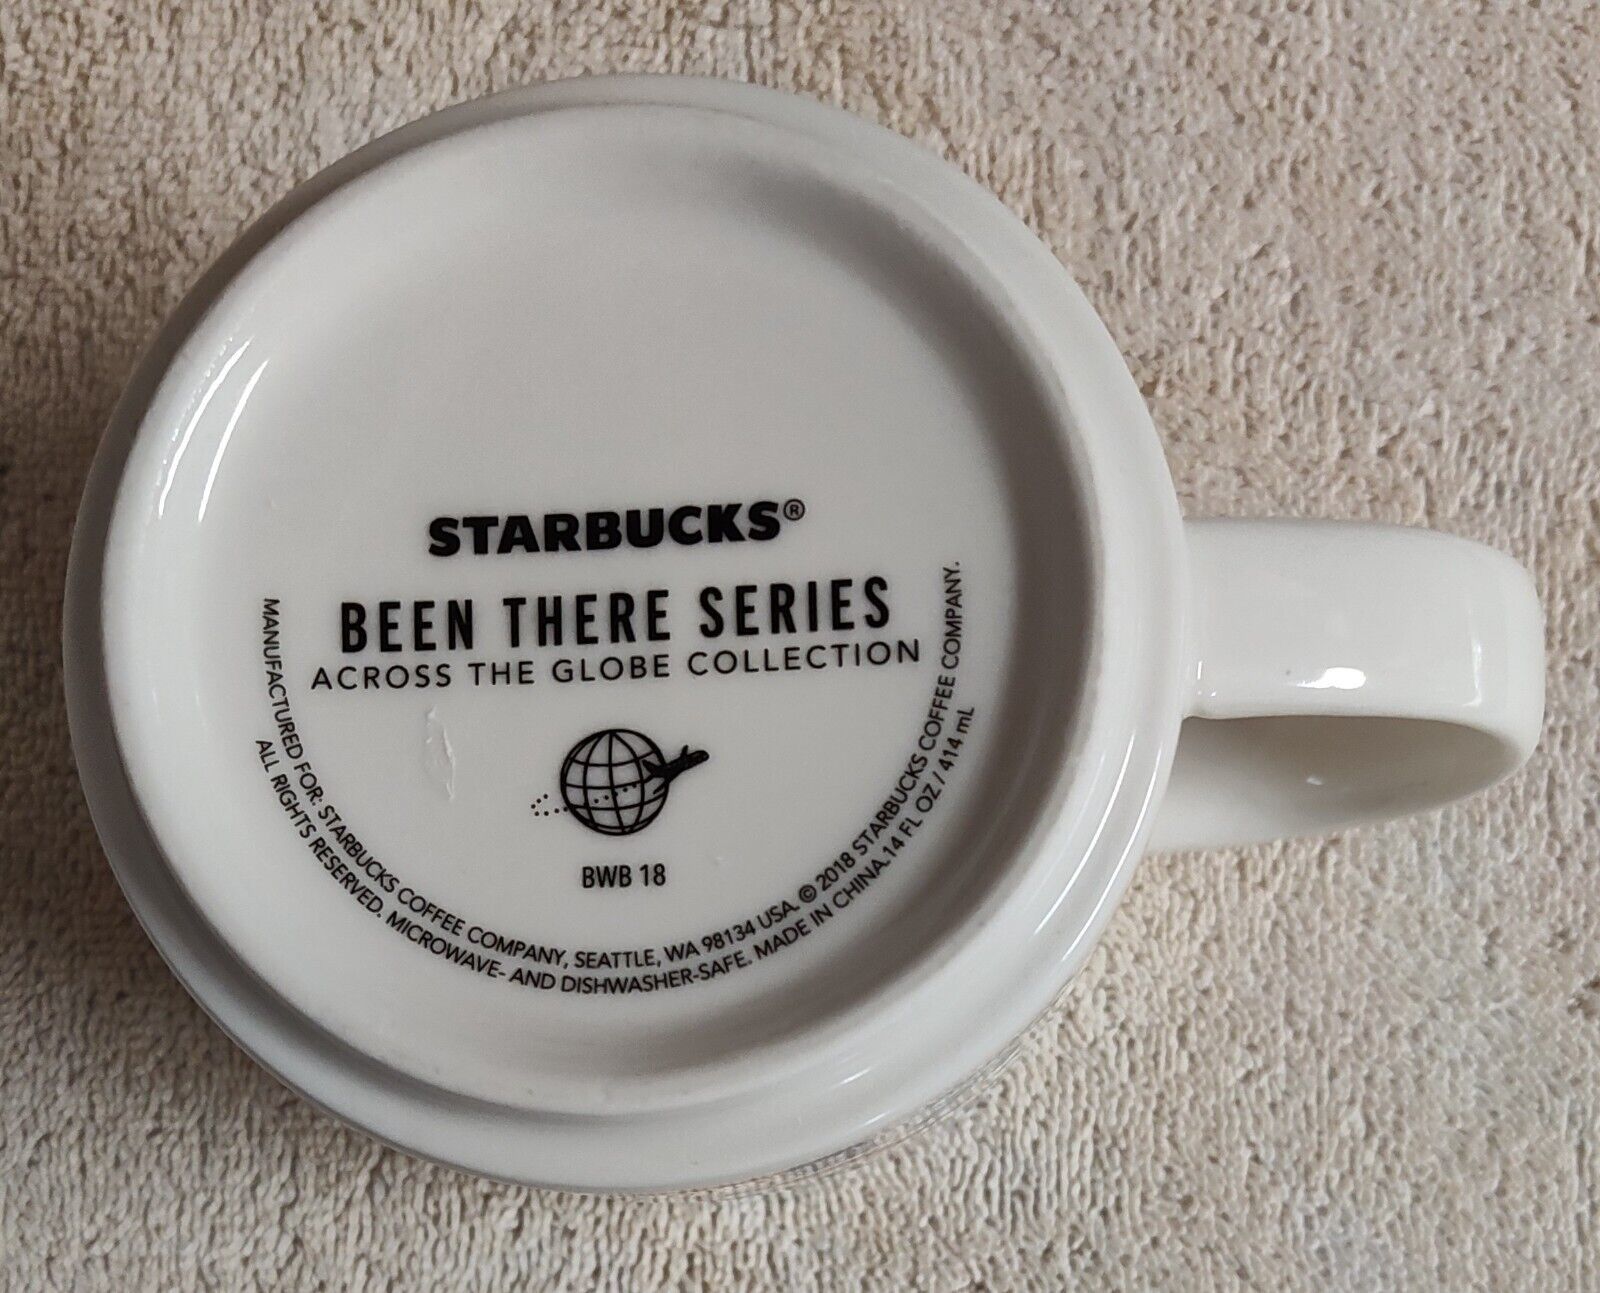 STARBUCKS®
BEEN THERE SERIES
ACROSS THE GLOBE COLLECTION
BWB 18
MANUFACTURED FOR: STARBUCKS COFFEE COMPANY, SEATTLE, WA 98134 USA. © 2018 STARBUCKS COFFEE COMPANY.
ALL RIGHTS RESERVED. MICROWAVE- AND DISHWASHER-SAFE. MADE IN CHINA.14 FL OZ / 414 mL